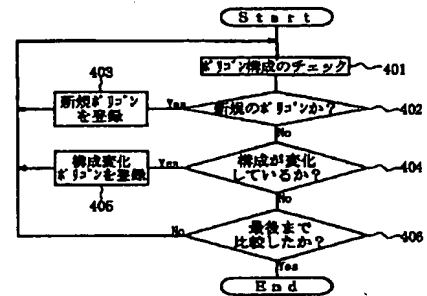 Start
ポリゴン構成のチェック
401
403
新規ポリゴン
を登録
Yes
新規のポリゴンか？
402
No
構成変化
ポリゴンを登録
405
Yes
構成が変化
しているか？
404
No
No
最後まで
比較したか？
406
Yes
End